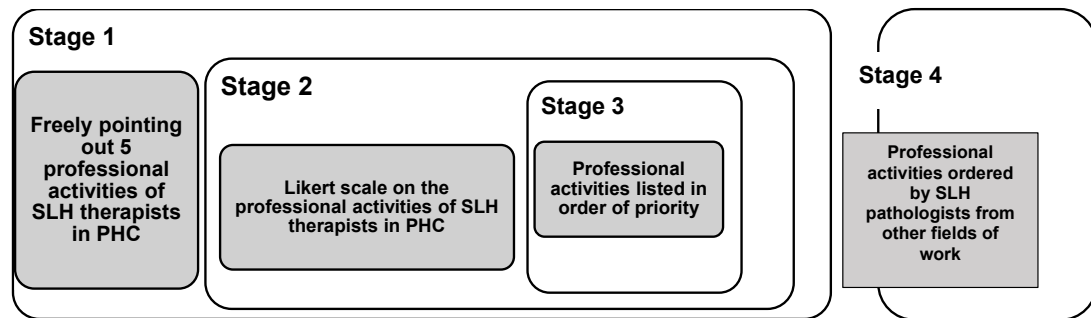 Stage 1
Freely pointing
out 5
professional
activities of
SLH therapists
in PHC
Stage 2
Likert scale on the
professional activities of SLH
therapists in PHC
Stage 3
Professional
activities listed in
order of priority
Stage 4
Professional
activities ordered
by SLH
pathologists from
other fields of
work